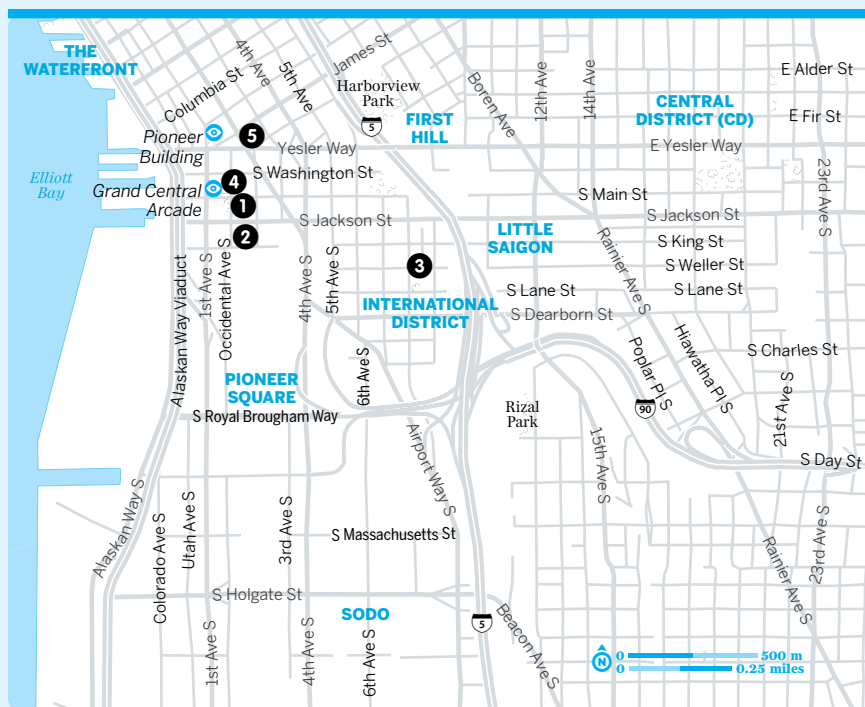 THE
WATERFRONT
4th Ave
5th Ave
James St
Columbia St
Harborview
Park
5
FIRST
HILL
Boren Ave
12th Ave
14th Ave
CENTRAL
DISTRICT (CD)
E Alder St
E Fir St
Pioneer
Building
5
Yesler Way
E Yesler Way
Elliott
Bay
Grand Central
Arcade
4
S Washington St
1
S Main St
23rd Ave S
S Jackson St
S Jackson St
2
LITTLE
SAIGON
S King St
3
S Weller St
Rainier Ave S
S Lane St
S Lane St
Alaskan Way Viaduct
1st Ave S
Occidental Ave S
4th Ave S
5th Ave S
INTERNATIONAL
DISTRICT
S Dearborn St
Poplar Pl S
Hiawatha Pl S
S Charles St
PIONEER
SQUARE
6th Ave S
S Royal Brougham Way
Rizal
Park
90
21st Ave S
Airport Way S
15th Ave S
S Day St
Alaskan Way S
Colorado Ave S
Utah Ave S
3rd Ave S
S Massachusetts St
Rainier Ave S
23rd Ave S
S Holgate St
SODO
5
Beacon Ave S
1st Ave S
4th Ave S
6th Ave S
N
0 500 m
0 0.25 miles